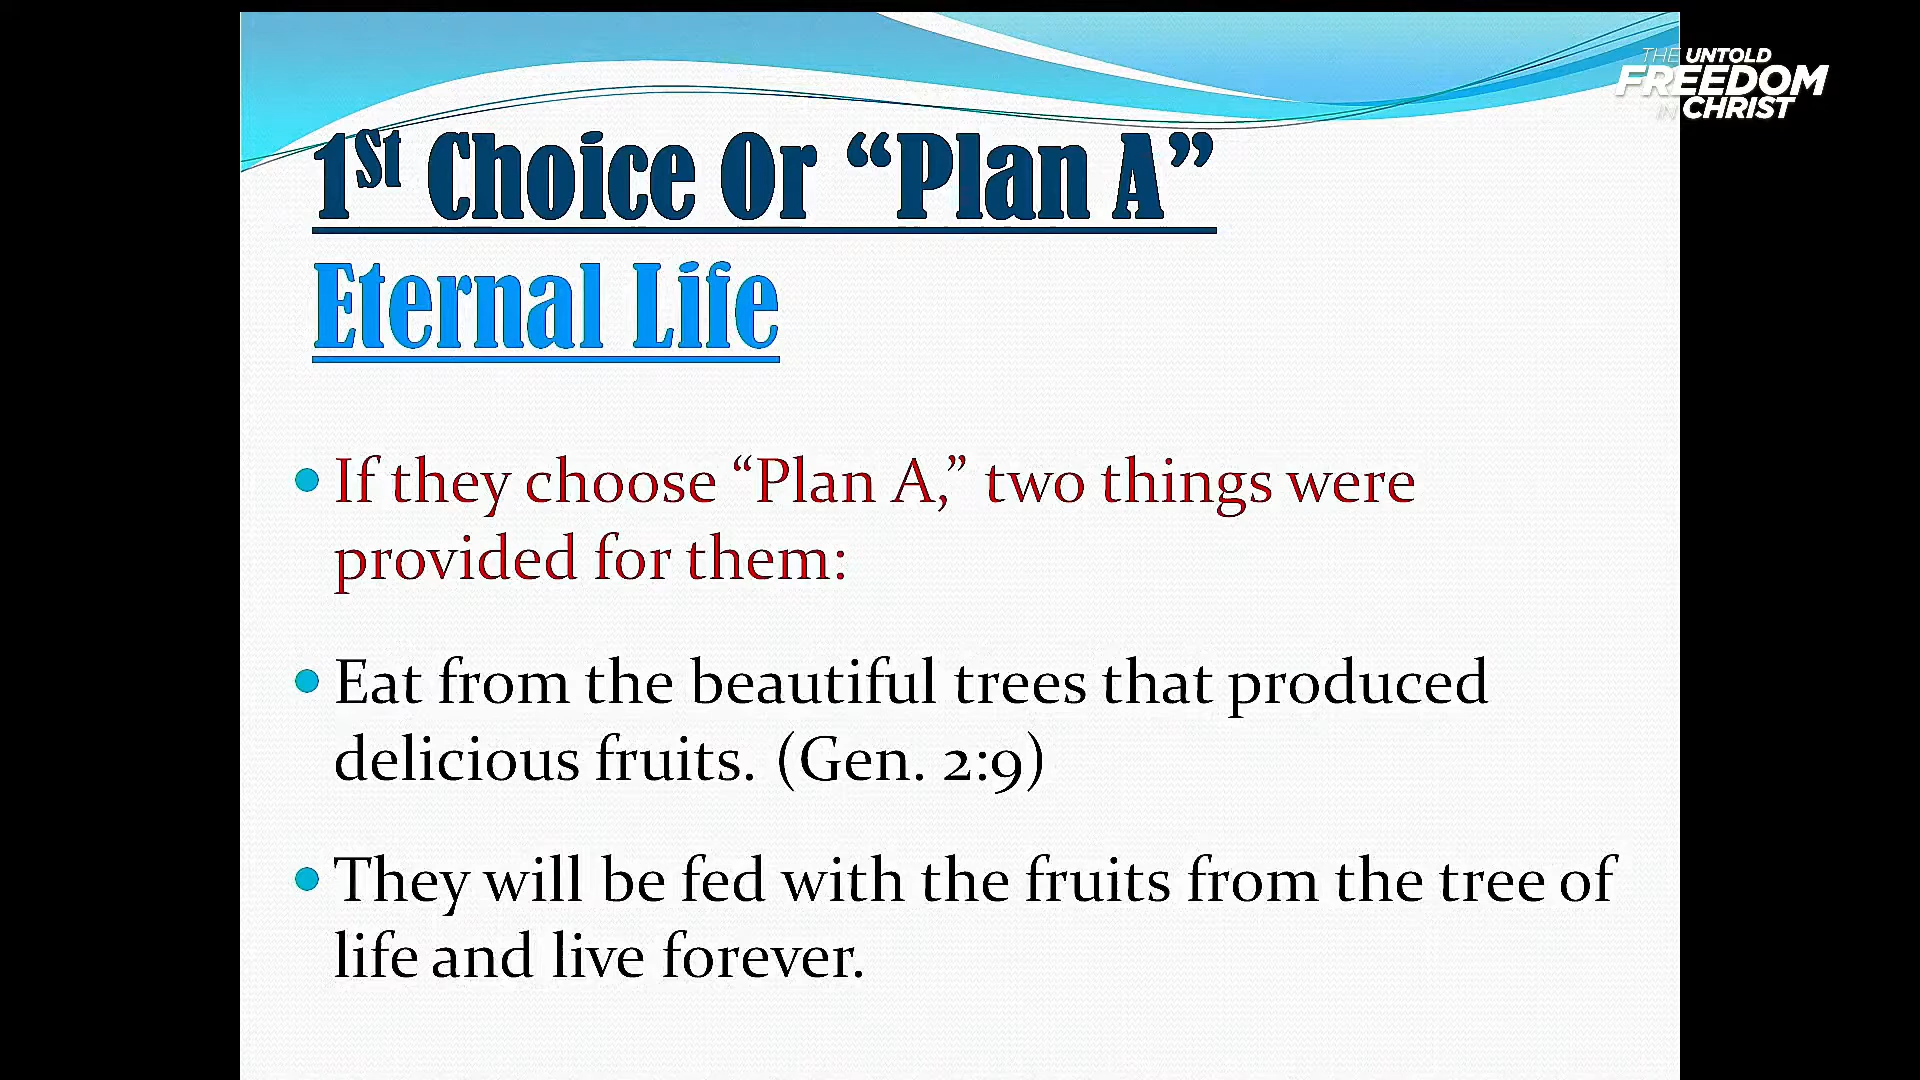 THE UNTOLD
FREEDOM
IN CHRIST
1St Choice Or “Plan A”
Eternal Life
• If they choose “Plan A,” two things were
provided for them:
• Eat from the beautiful trees that produced
delicious fruits. (Gen. 2:9)
• They will be fed with the fruits from the tree of
life and live forever.